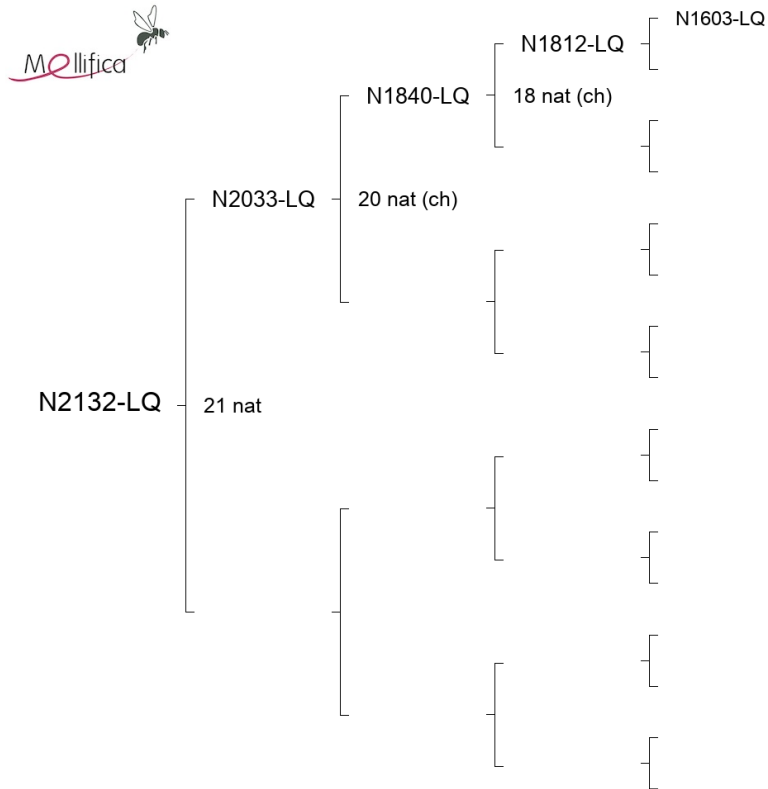 Mellifica
N1603-LQ
N1812-LQ
N1840-LQ
18 nat (ch)
N2033-LQ
20 nat (ch)
N2132-LQ
21 nat